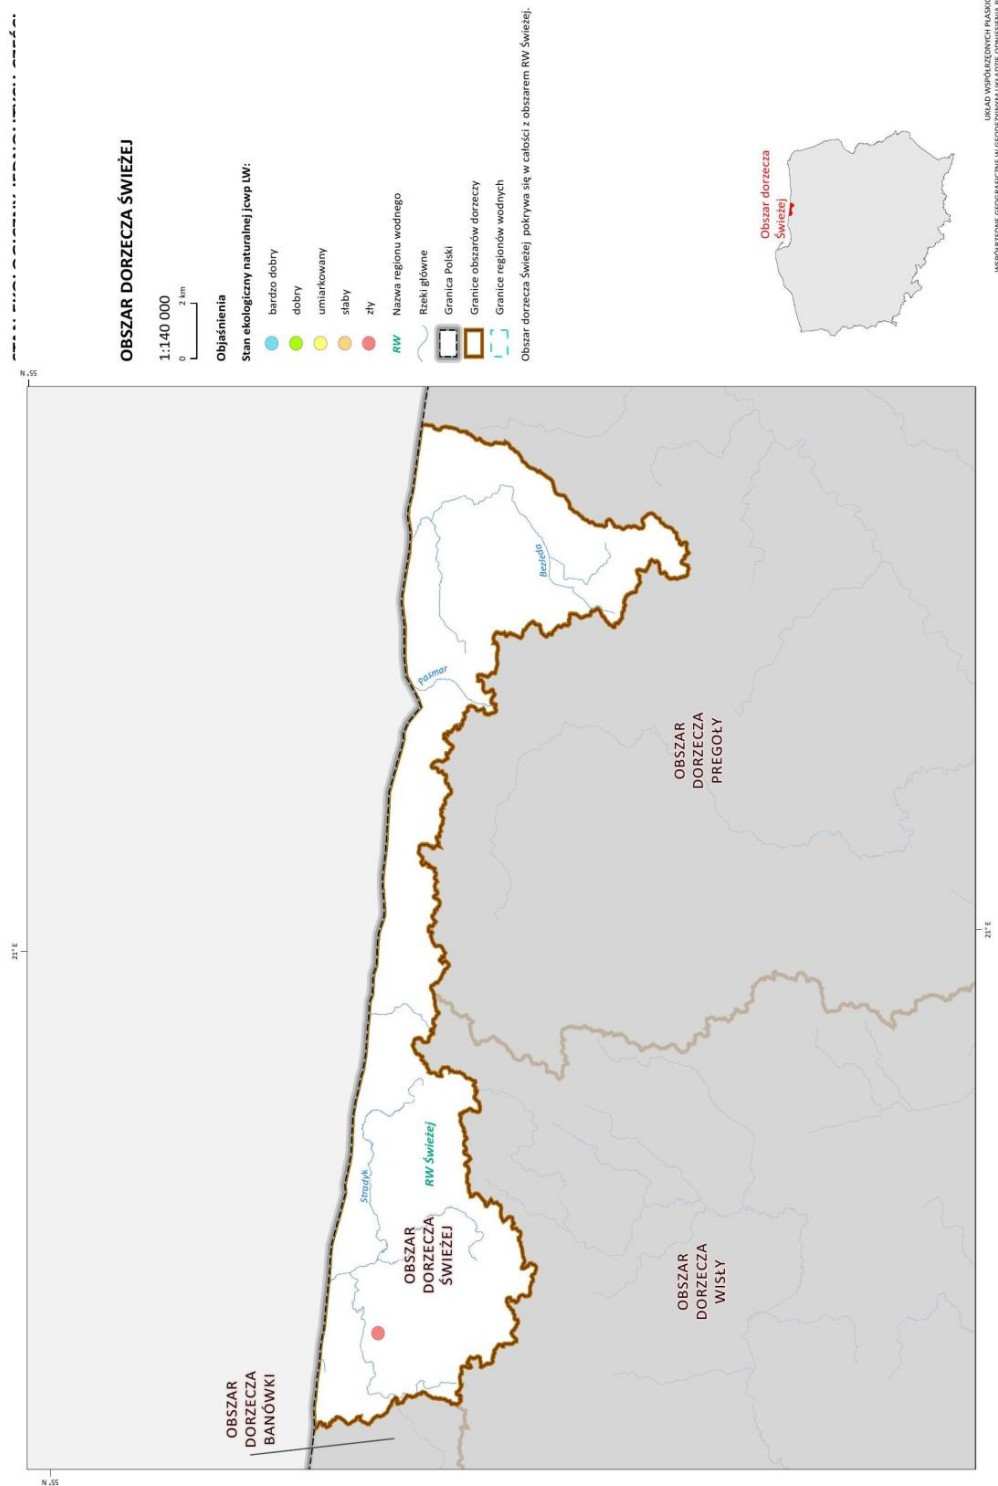 OBSZAR DORZECZA ŚWIEŻEJ
1:140 000
0 2 km
Objaśnienia
Stan ekologiczny naturalnej jcwp LW:
bardzo dobry
dobry
umiarkowany
słaby
zły
RW Nazwa regionu wodnego
Rzeki główne
Granica Polski
Granice obszarów dorzeczy
Granice regionów wodnych
Obszar dorzecza Świeżej pokrywa się w całości z obszarem RW Świeżej.
Obszar dorzecza
Świeżej
UKŁAD WSPÓŁRZĘDNYCH PŁASKIC
21° E
OBSZAR
DORZECZA
BANÓWKI
Stradyk
RW Świeżej
OBSZAR
DORZECZA
ŚWIEŻEJ
Pasmar
Bezleda
OBSZAR
DORZECZA
WISŁY
OBSZAR
DORZECZA
PREGOŁY
21° E